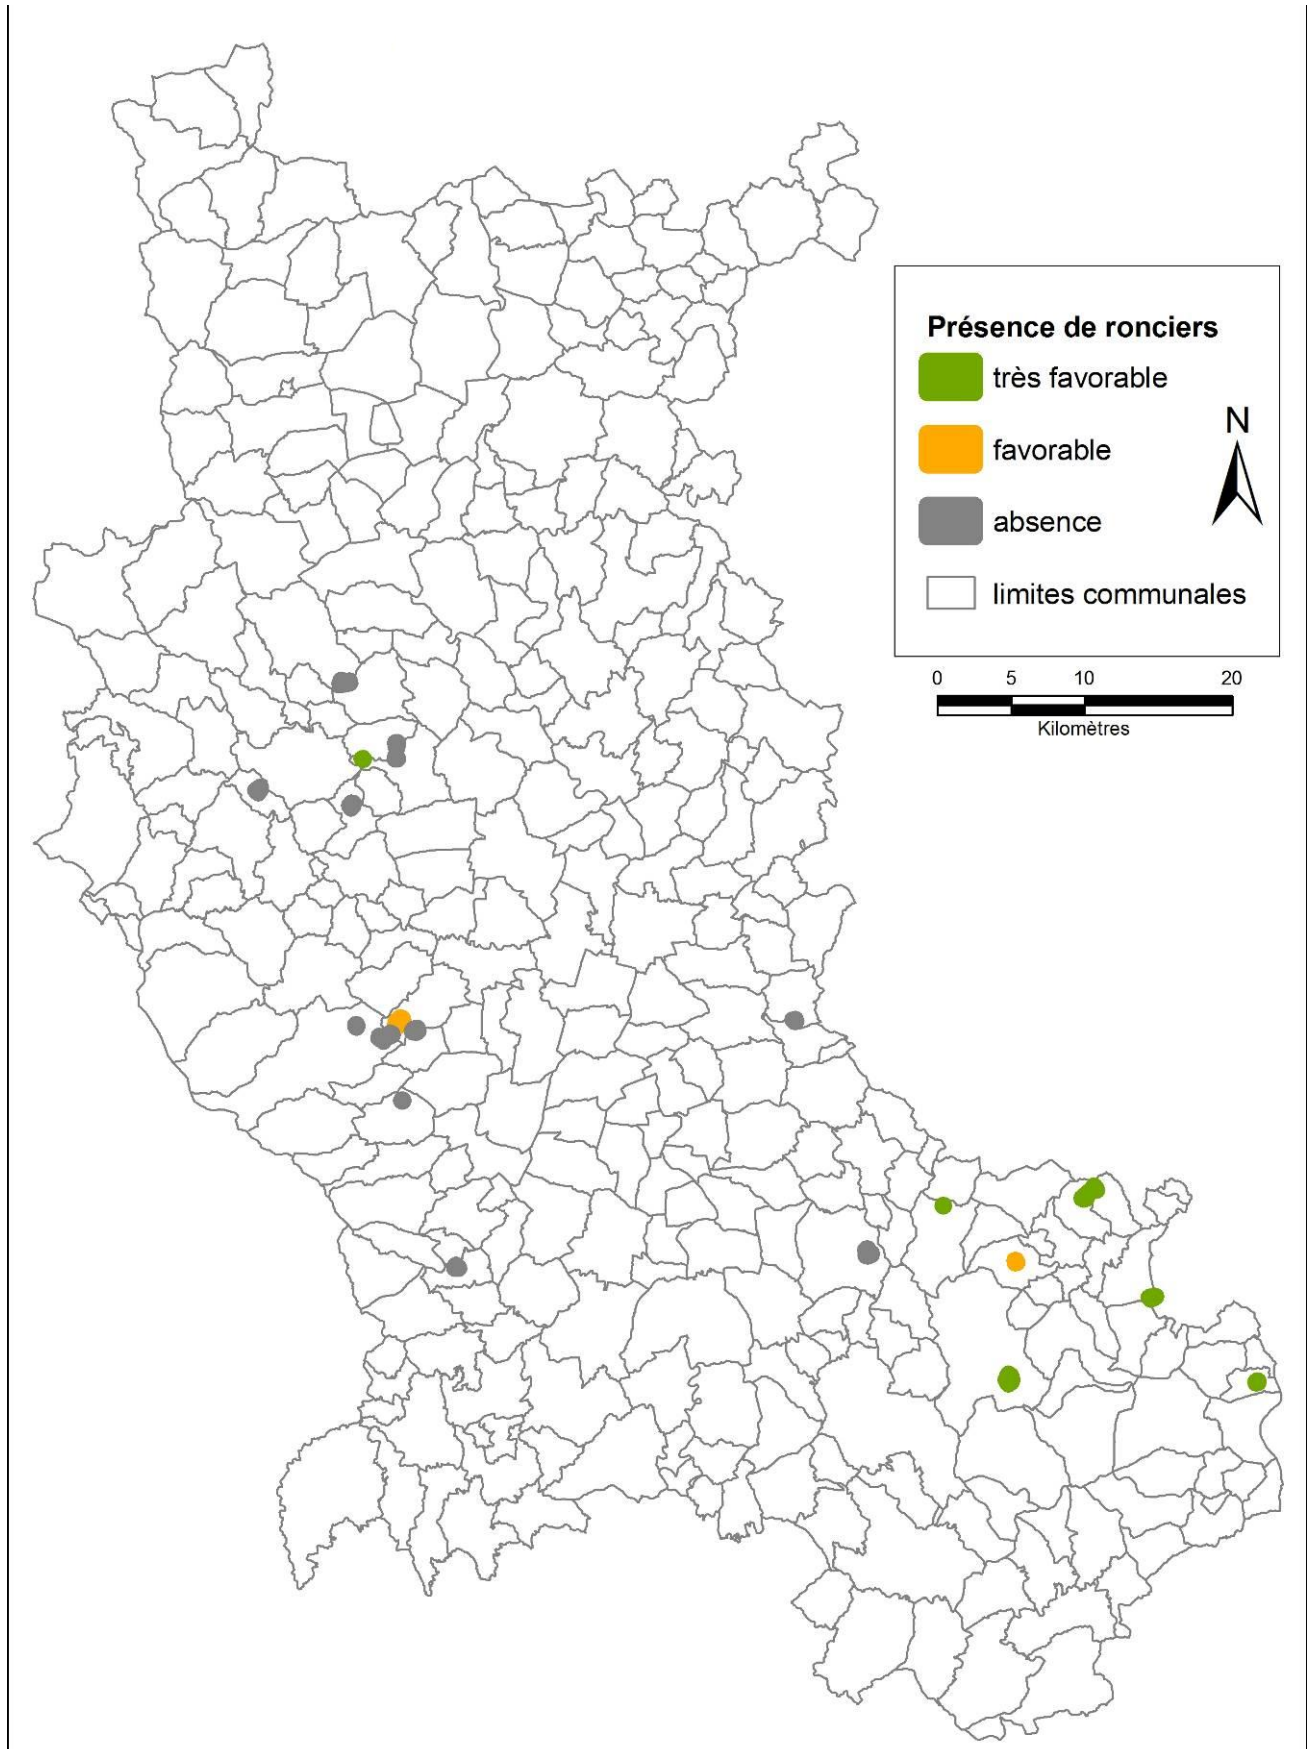 Présence de ronciers
très favorable
favorable
absence
limites communales
N
0 5 10 20
Kilomètres